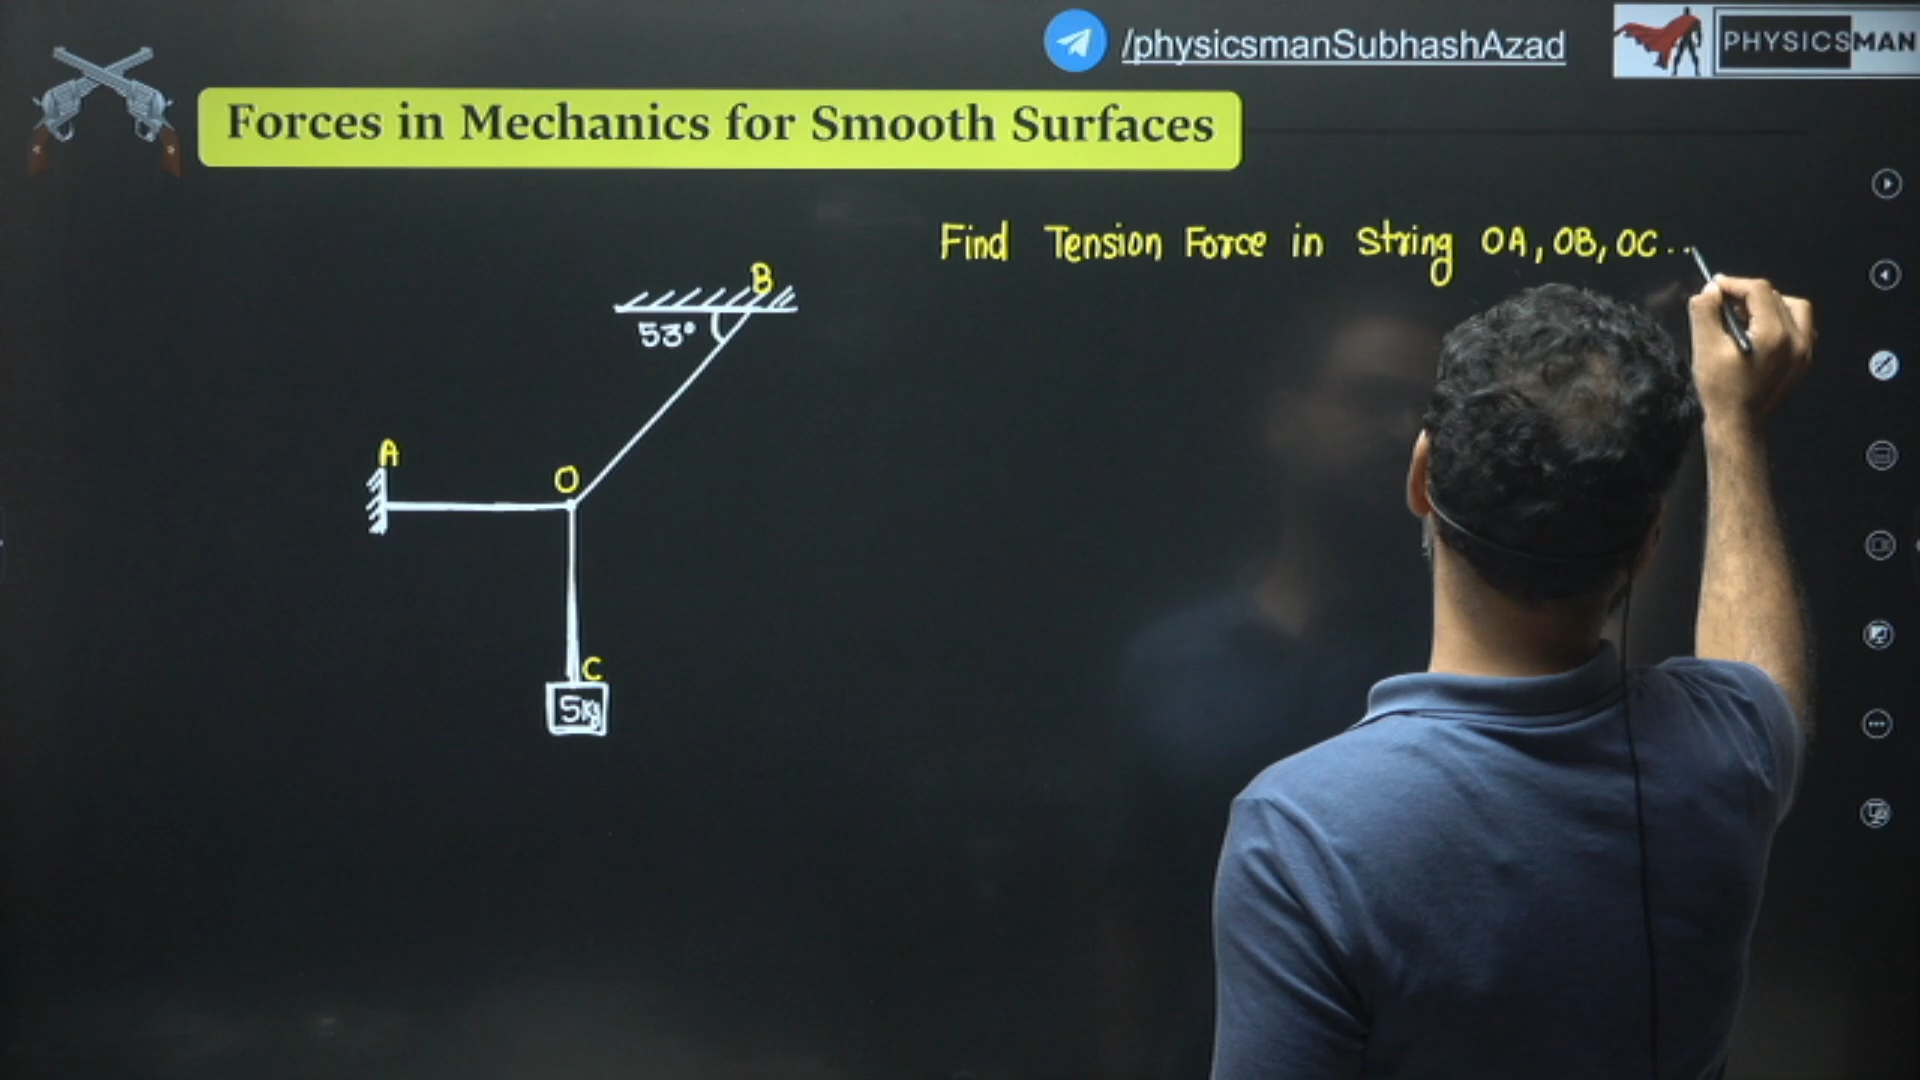 /physicsmanSubhashAzad
PHYSICSMAN
Forces in Mechanics for Smooth Surfaces
Find Tension Force in string OA, OB, OC..
B
53°
A
O
C
5kg